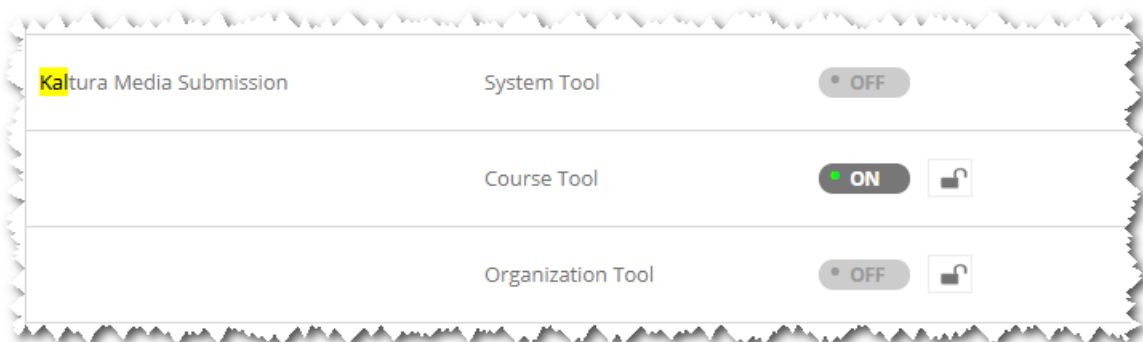 Kaltura Media Submission System Tool OFF
Course Tool ON
Organization Tool OFF